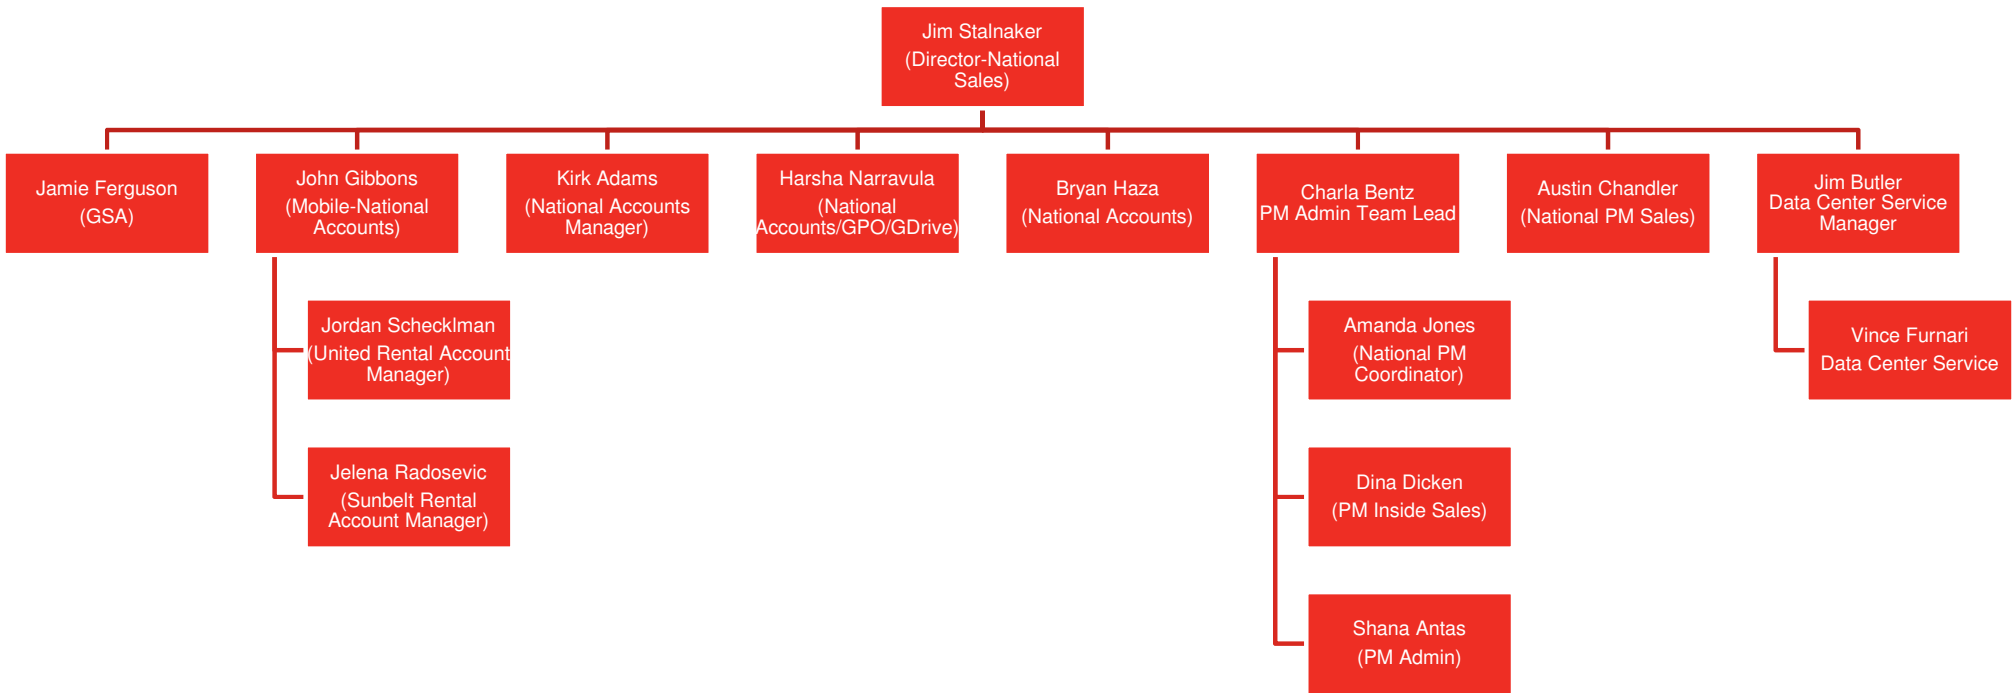 Jim Stalnaker
(Director-National
Sales)
Jamie Ferguson
(GSA)
John Gibbons
(Mobile-National
Accounts)
Kirk Adams
(National Accounts
Manager)
Harsha Narravula
(National
Accounts/GPO/GDrive)
Bryan Haza
(National Accounts)
Charla Bentz
PM Admin Team Lead
Austin Chandler
(National PM Sales)
Jim Butler
Data Center Service
Manager
Jordan Schecklman
(United Rental Account
Manager)
Jelena Radosevic
(Sunbelt Rental
Account Manager)
Amanda Jones
(National PM
Coordinator)
Dina Dicken
(PM Inside Sales)
Shana Antas
(PM Admin)
Vince Furnari
Data Center Service